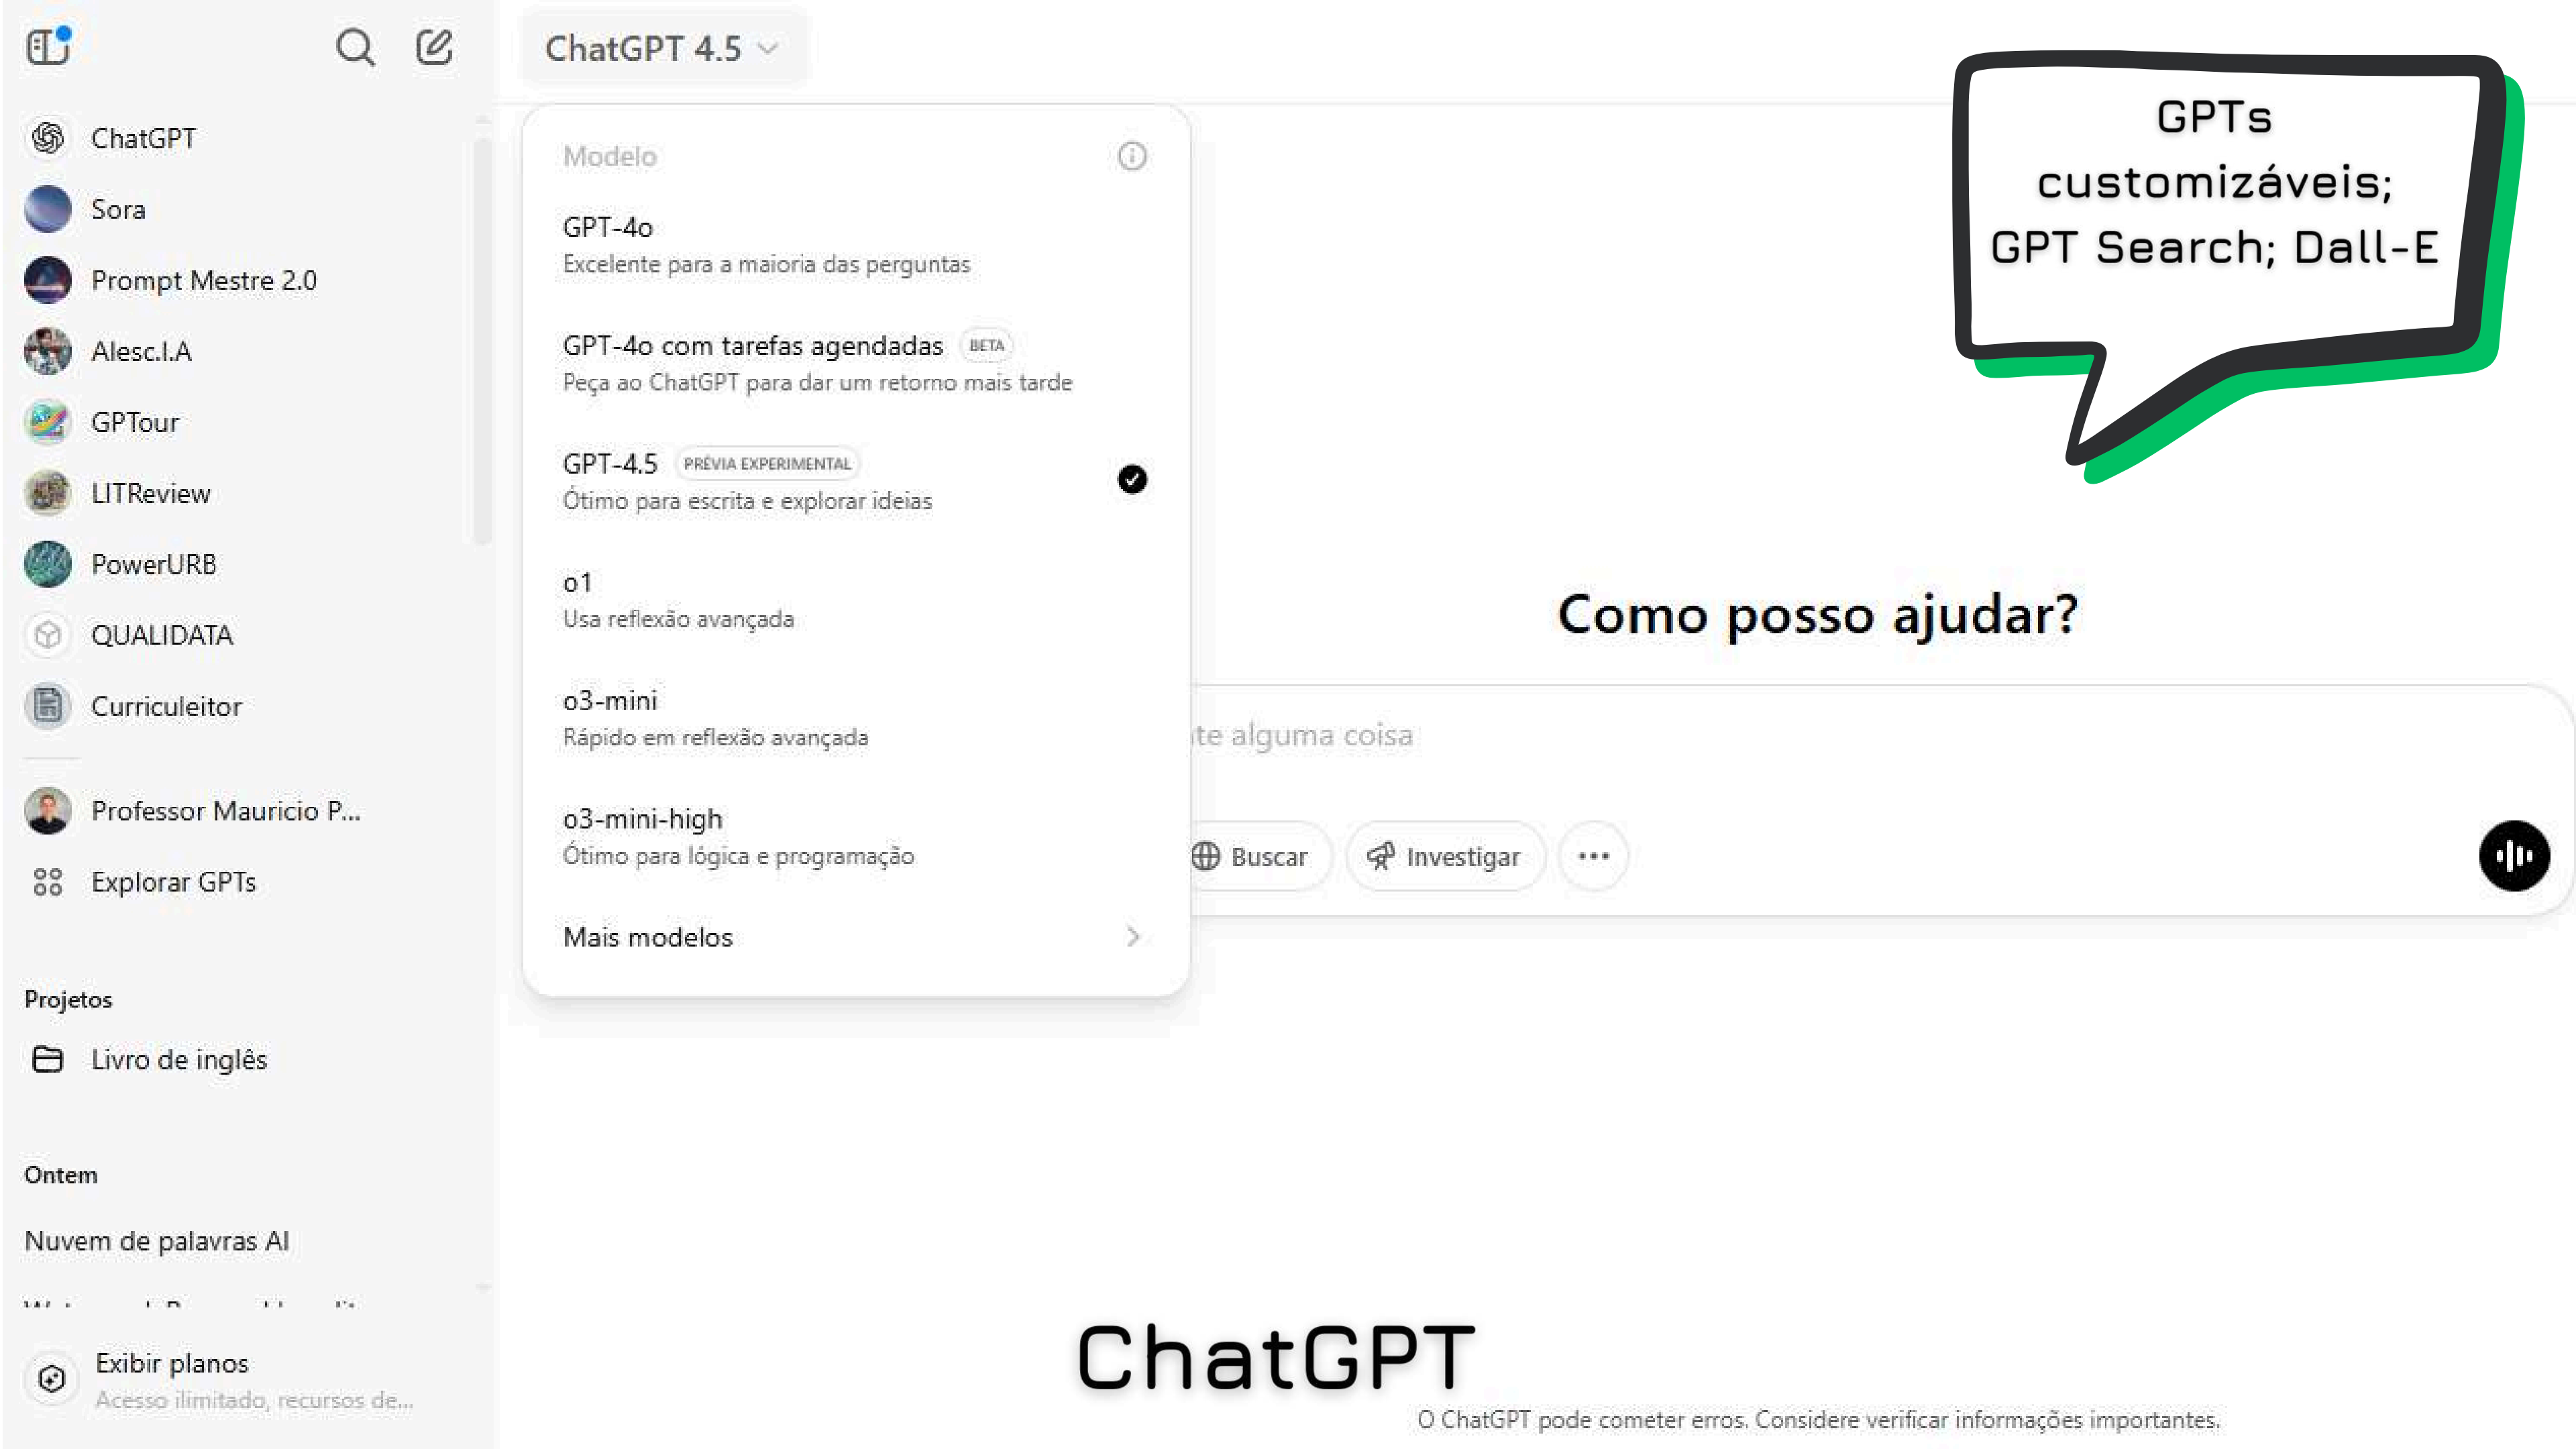 ChatGPT
Sora
Prompt Mestre 2.0
Alesc.I.A
GPTour
LITReview
PowerURB
QUALIDATA
Curriculeitor
Professor Mauricio P...
Explorar GPTs
Projetos
Livro de inglês
Ontem
Nuvem de palavras AI
Exibir planos
Acesso ilimitado, recursos de...
ChatGPT 4.5
Modelo
GPT-4o
Excelente para a maioria das perguntas
GPT-4o com tarefas agendadas BETA
Peça ao ChatGPT para dar um retorno mais tarde
GPT-4.5 PRÉVIA EXPERIMENTAL
Ótimo para escrita e explorar ideias
o1
Usa reflexão avançada
o3-mini
Rápido em reflexão avançada
o3-mini-high
Ótimo para lógica e programação
Mais modelos
GPTs
customizáveis;
GPT Search; Dall-E
Como posso ajudar?
te alguma coisa
Buscar Investigar
ChatGPT
O ChatGPT pode cometer erros. Considere verificar informações importantes.